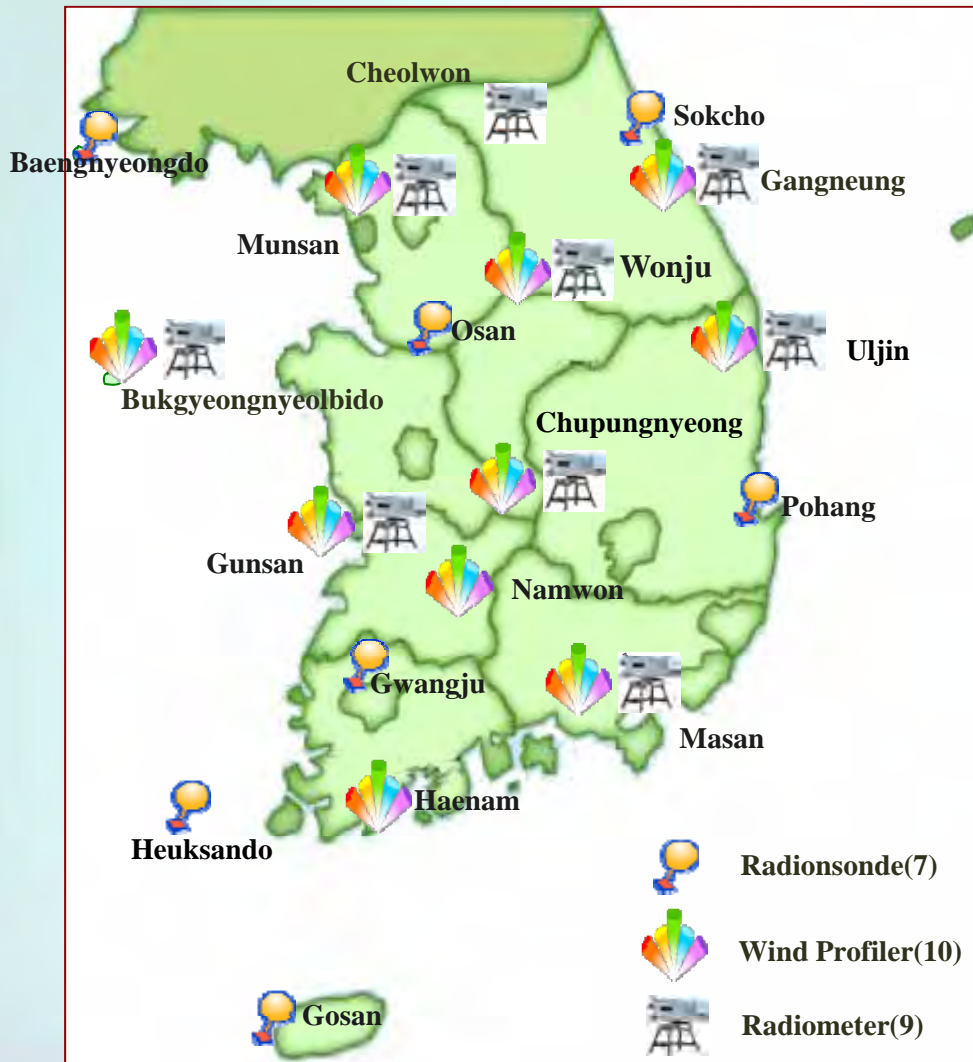 Cheolwon
Sokcho
Baengnyeongdo
Gangneung
Munsan
Wonju
Osan
Uljin
Bukgyeongnyeolbido
Chupungnyeong
Pohang
Gunsan
Namwon
Gwangju
Masan
Haenam
Heuksando
Radionsonde(7)
Wind Profiler(10)
Gosan
Radiometer(9)